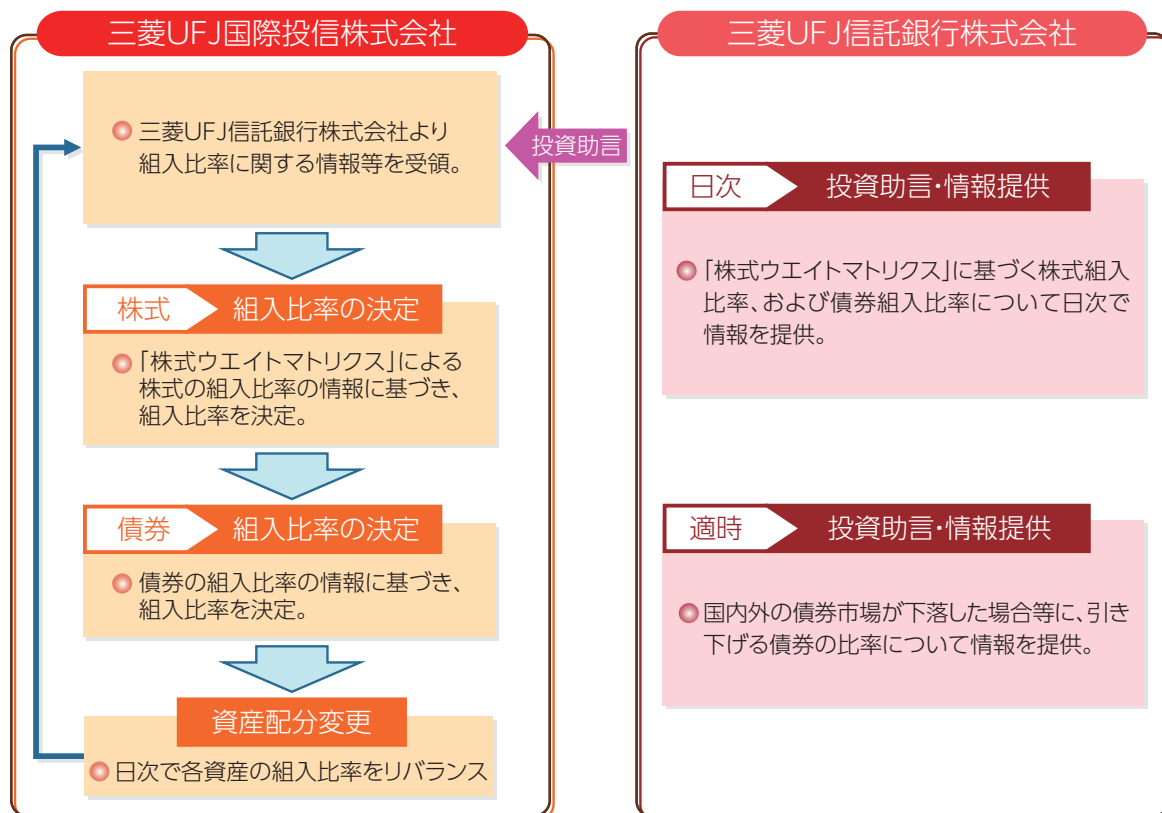 三菱UFJ国際投信株式会社
三菱UFJ信託銀行株式会社より
組入比率に関する情報等を受領。
株式
組入比率の決定
「株式ウエイトマトリクス」による
株式の組入比率の情報に基づき、
組入比率を決定。
債券
組入比率の決定
債券の組入比率の情報に基づき、
組入比率を決定。
資産配分変更
日次で各資産の組入比率をリバランス
投資助言
三菱UFJ信託銀行株式会社
日次
投資助言・情報提供
「株式ウエイトマトリクス」に基づく株式組入
比率、および債券組入比率について日次で
情報を提供。
適時
投資助言・情報提供
国内外の債券市場が下落した場合等に、引き
下げる債券の比率について情報を提供。